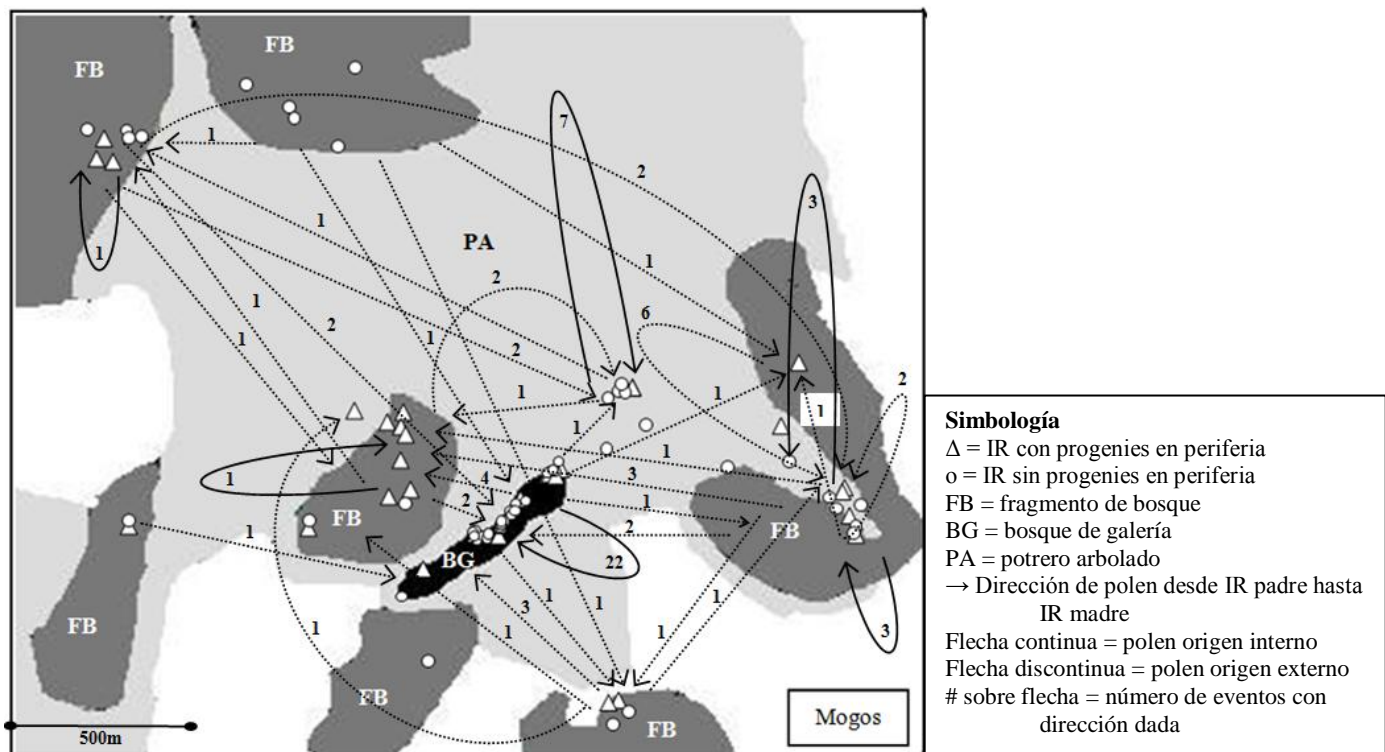 FB
FB
7
1
2
3
1
PA
1
1
2
6
1
2
1
1
2
1
2
1
1
1
1
1
4
3
1
2
1
2
FB
BG
22
FB
1
3
1
1
1
1
1
1
3
FB
FB
FB
Mogos
500m
Simbología
Δ = IR con progenies en periferia
o = IR sin progenies en periferia
FB = fragmento de bosque
BG = bosque de galería
PA = potrero arbolado
→ Dirección de polen desde IR padre hasta
IR madre
Flecha continua = polen origen interno
Flecha discontinua = polen origen externo
# sobre flecha = número de eventos con
dirección dada